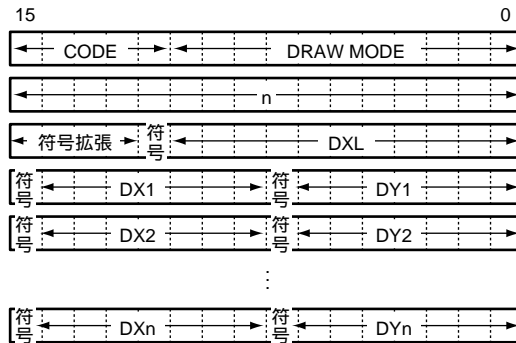 15 0
CODE DRAW MODE
n
符号拡張 符号 DXL
符号 DX1 符号 DY1
符号 DX2 符号 DY2
⋮
符号 DXn 符号 DYn